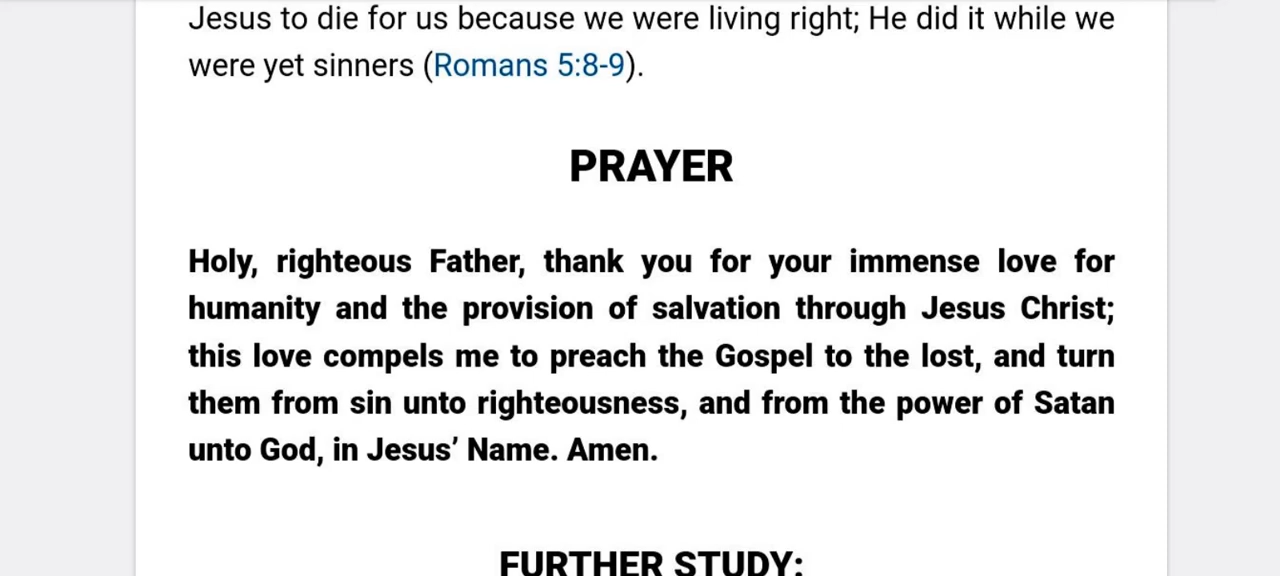 Jesus to die for us because we were living right; He did it while we
were yet sinners (Romans 5:8-9).
PRAYER
Holy, righteous Father, thank you for your immense love for
humanity and the provision of salvation through Jesus Christ;
this love compels me to preach the Gospel to the lost, and turn
them from sin unto righteousness, and from the power of Satan
unto God, in Jesus’ Name. Amen.
FURTHER STUDY: